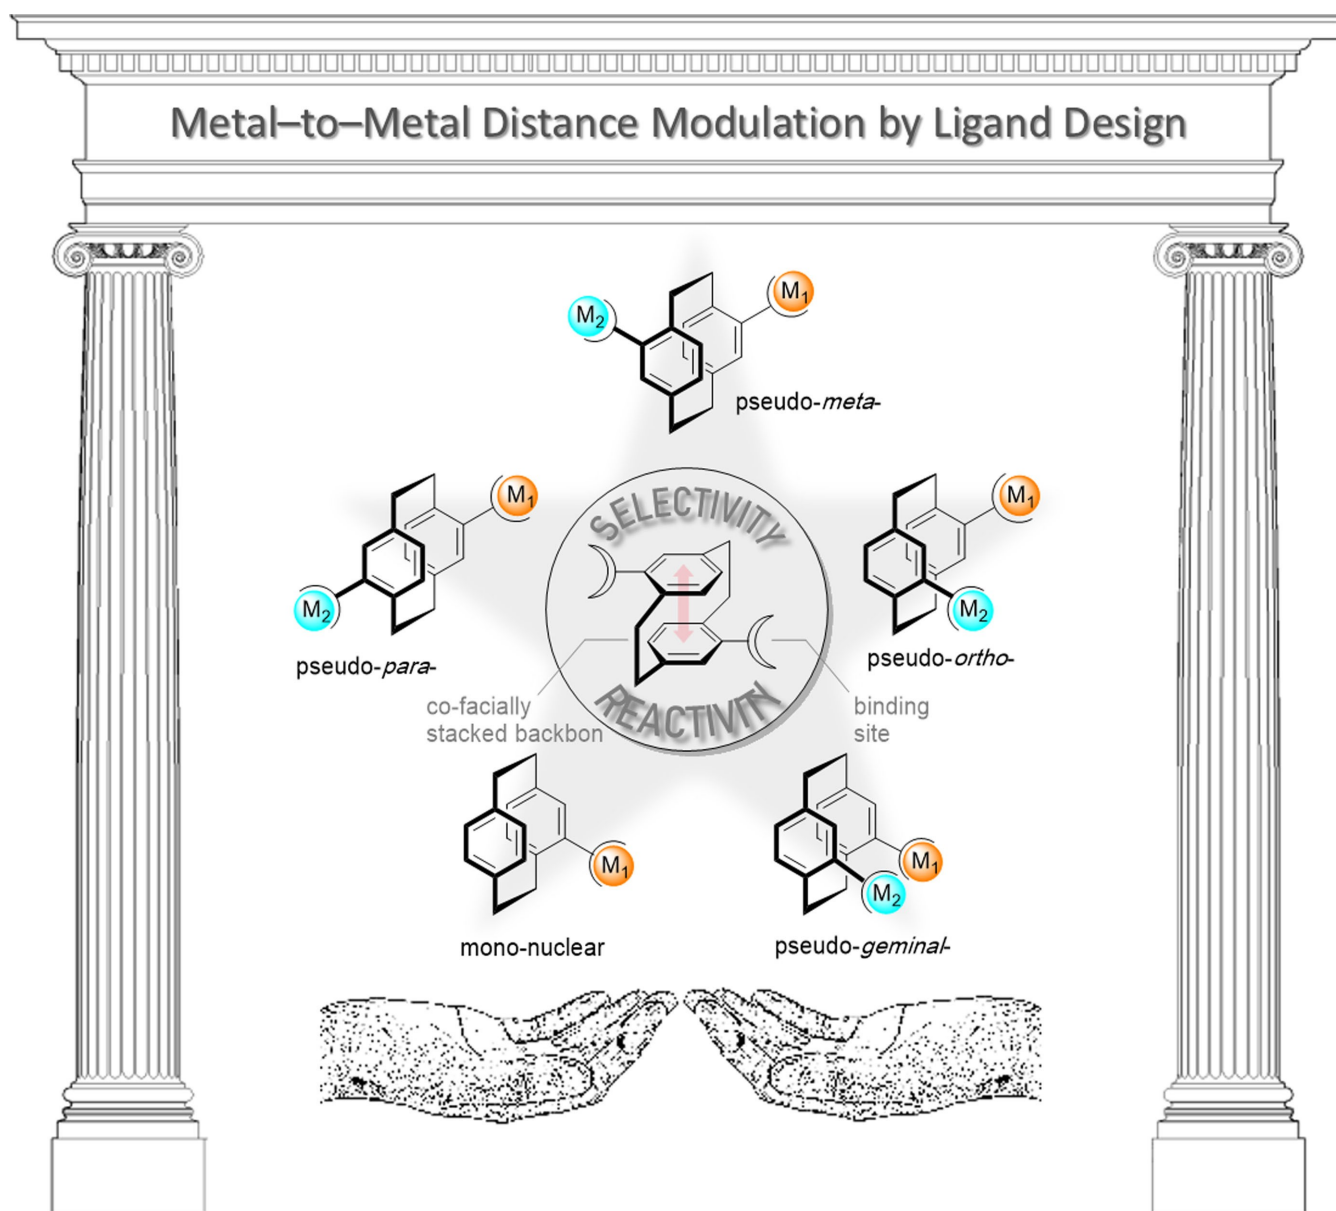 Metal–to–Metal Distance Modulation by Ligand Design
M2
M1
pseudo-meta-
M1
M2
pseudo-para-
SELECTIVITY
REACTIVITY
M1
M2
pseudo-ortho-
co-facially
stacked backbon
binding
site
M1
mono-nuclear
M1
M2
pseudo-geminal-